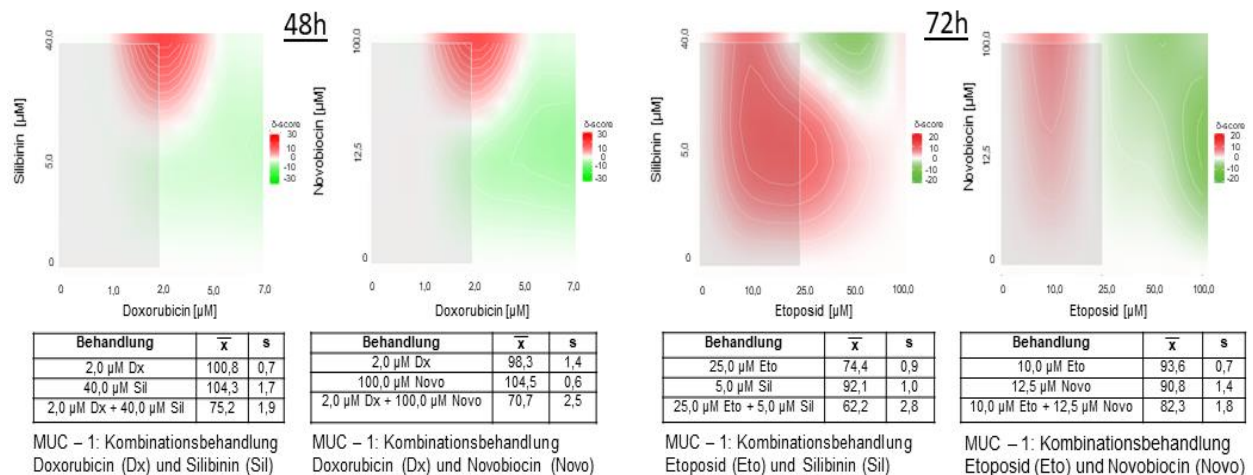 48h
72h
Silibinin [µM]
40,0
5,0
0
0 1,0 2,0 5,0 7,0
Doxorubicin [µM]
δ-score
30
10
0
-10
-30
Novobiocin [µM]
100,0
12,5
0
0 1,0 2,0 5,0 7,0
Doxorubicin [µM]
δ-score
30
10
0
-10
-30
Silibinin [µM]
40,0
5,0
0
0 10,0 25,0 50,0 100,0
Etoposid [µM]
δ-score
20
10
0
-10
-20
Novobiocin [µM]
100,0
12,5
0
0 10,0 25,0 50,0 100,0
Etoposid [µM]
δ-score
20
10
0
-10
-20
Behandlung x̅ s
2,0 µM Dx 100,8 0,7
40,0 µM Sil 104,3 1,7
2,0 µM Dx + 40,0 µM Sil 75,2 1,9
MUC – 1: Kombinationsbehandlung
Doxorubicin (Dx) und Silibinin (Sil)
Behandlung x̅ s
2,0 µM Dx 98,3 1,4
100,0 µM Novo 104,5 0,6
2,0 µM Dx + 100,0 µM Novo 70,7 2,5
MUC – 1: Kombinationsbehandlung
Doxorubicin (Dx) und Novobiocin (Novo)
Behandlung x̅ s
25,0 µM Eto 74,4 0,9
5,0 µM Sil 92,1 1,0
25,0 µM Eto + 5,0 µM Sil 62,2 2,8
MUC – 1: Kombinationsbehandlung
Etoposid (Eto) und Silibinin (Sil)
Behandlung x̅ s
10,0 µM Eto 93,6 0,7
12,5 µM Novo 90,8 1,4
10,0 µM Eto + 12,5 µM Novo 82,3 1,8
MUC – 1: Kombinationsbehandlung
Etoposid (Eto) und Novobiocin (Novo)